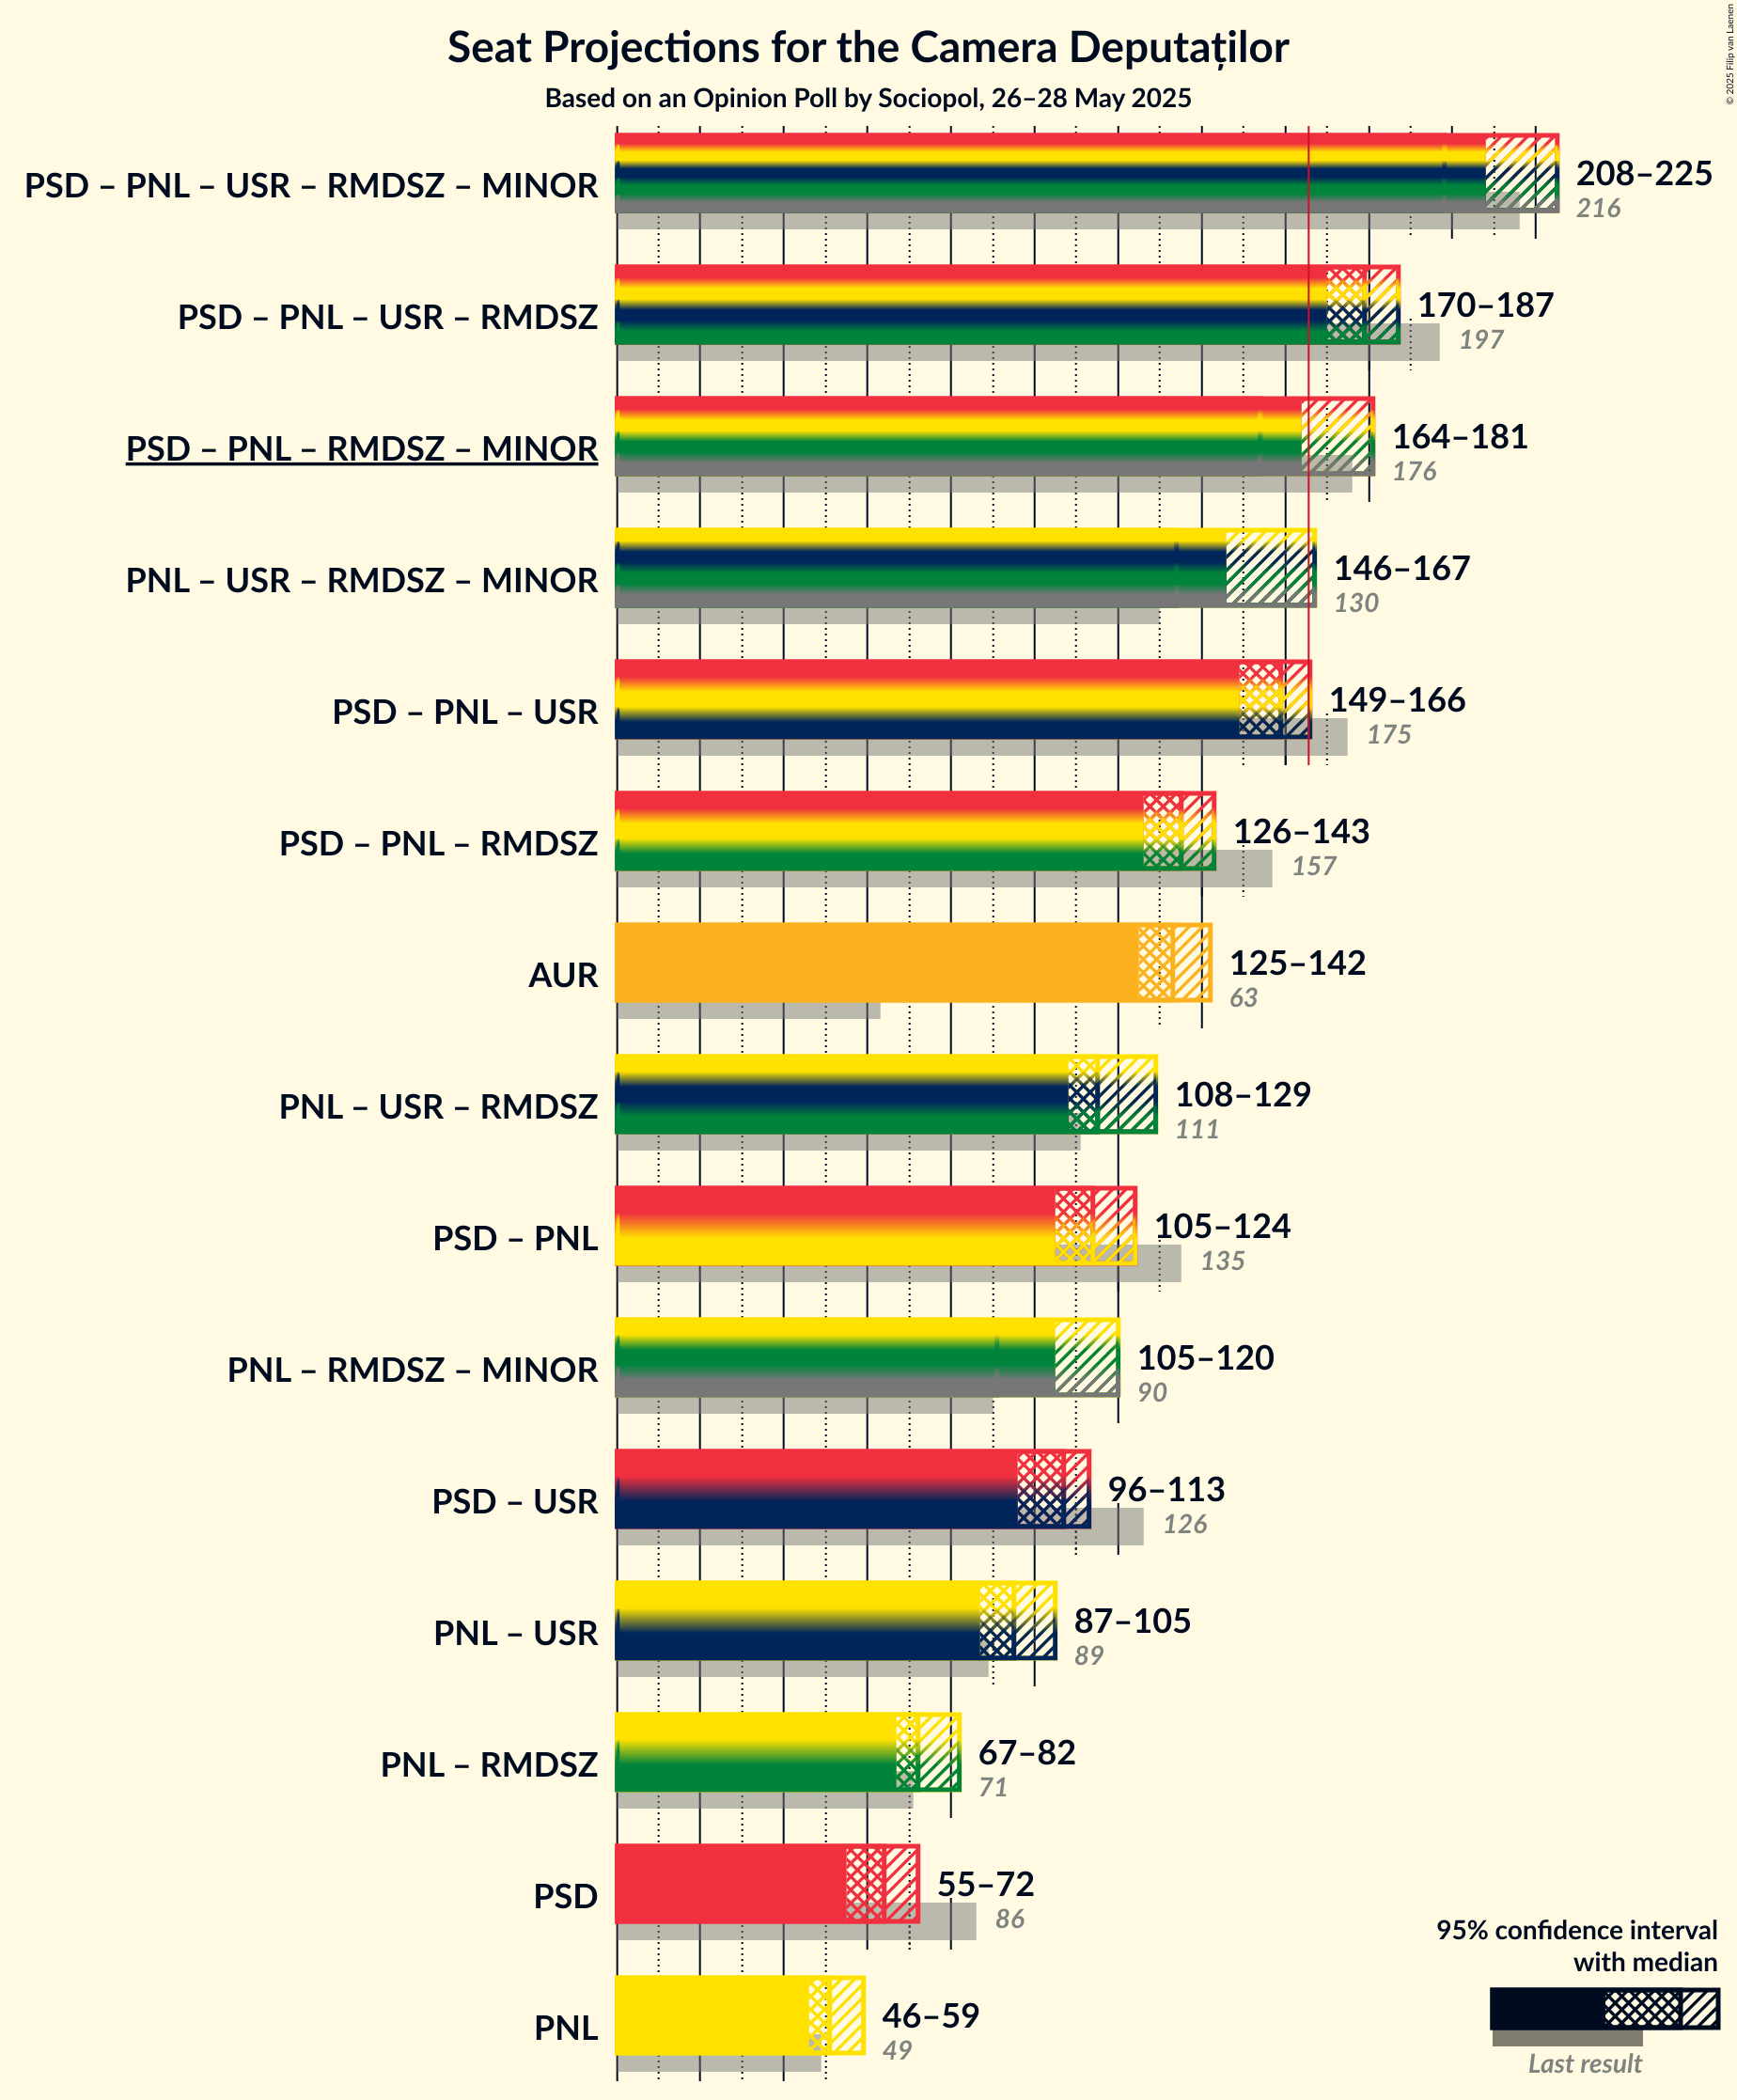 Seat Projections for the Camera Deputaților
Based on an Opinion Poll by Sociopol, 26–28 May 2025
© 2025 Filip van Laenen
PSD – PNL – USR – RMDSZ – MINOR
208–225
216
PSD – PNL – USR – RMDSZ
170–187
197
PSD – PNL – RMDSZ – MINOR
164–181
176
PNL – USR – RMDSZ – MINOR
146–167
130
PSD – PNL – USR
149–166
175
PSD – PNL – RMDSZ
126–143
157
AUR
125–142
63
PNL – USR – RMDSZ
108–129
111
PSD – PNL
105–124
135
PNL – RMDSZ – MINOR
105–120
90
PSD – USR
96–113
126
PNL – USR
87–105
89
PNL – RMDSZ
67–82
71
PSD
55–72
86
PNL
46–59
49
95% confidence interval
with median
Last result